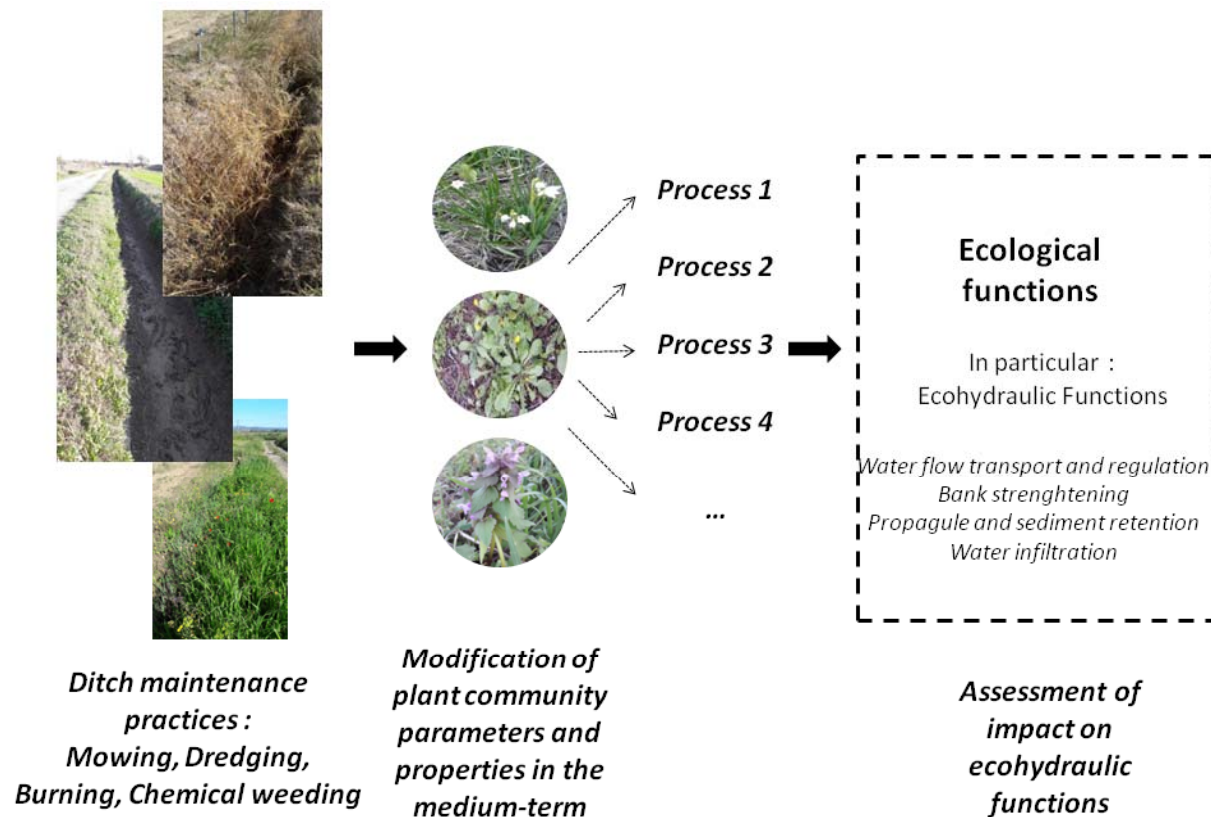 Process 1
Process 2
Process 3
Process 4
...
Ecological
functions
In particular :
Ecohydraulic Functions
Water flow transport and regulation
Bank strenghtening
Propagule and sediment retention
Water infiltration
Ditch maintenance
practices :
Mowing, Dredging,
Burning, Chemical weeding
Modification of
plant community
parameters and
properties in the
medium-term
Assessment of
impact on
ecohydraulic
functions